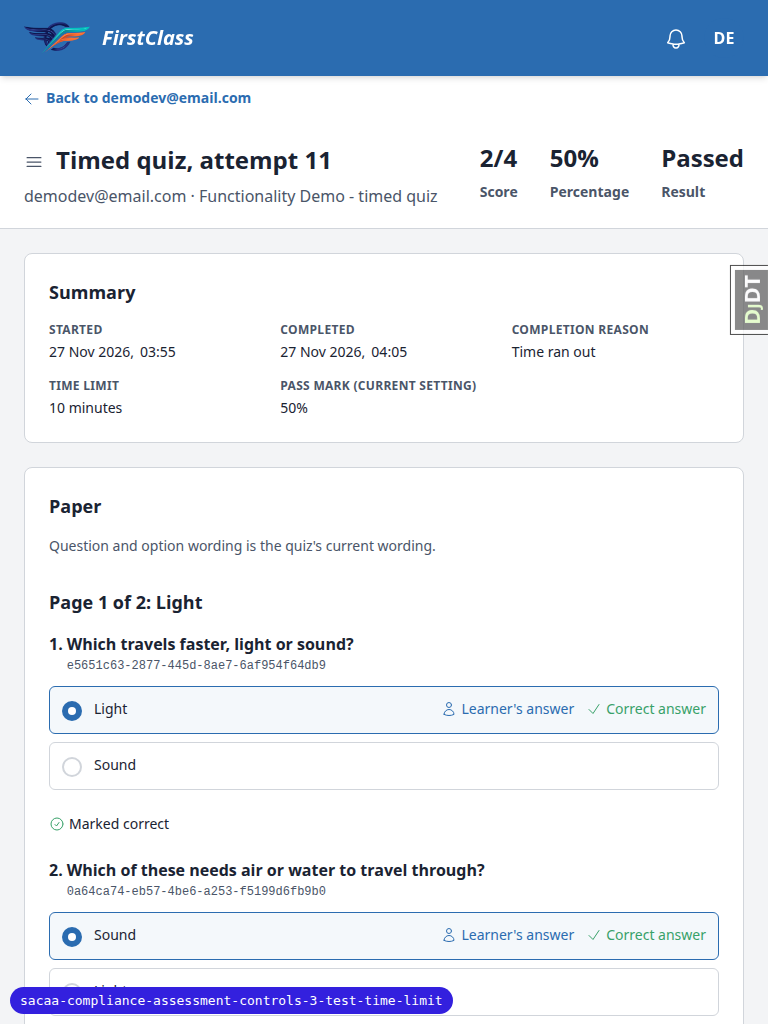 FirstClass
DE
Back to demodev@email.com
Timed quiz, attempt 11
demodev@email.com · Functionality Demo - timed quiz
2/4
Score
50%
Percentage
Passed
Result
DjDT
Summary
STARTED
27 Nov 2026, 03:55
COMPLETED
27 Nov 2026, 04:05
COMPLETION REASON
Time ran out
TIME LIMIT
10 minutes
PASS MARK (CURRENT SETTING)
50%
Paper
Question and option wording is the quiz's current wording.
Page 1 of 2: Light
1. Which travels faster, light or sound?
e5651c63-2877-445d-8ae7-6af954f64db9
Light Learner's answer Correct answer
Sound
Marked correct
2. Which of these needs air or water to travel through?
0a64ca74-eb57-4be6-a253-f5199d6fb9b0
Sound Learner's answer Correct answer
sacaa-compliance-assessment-controls-3-test-time-limit